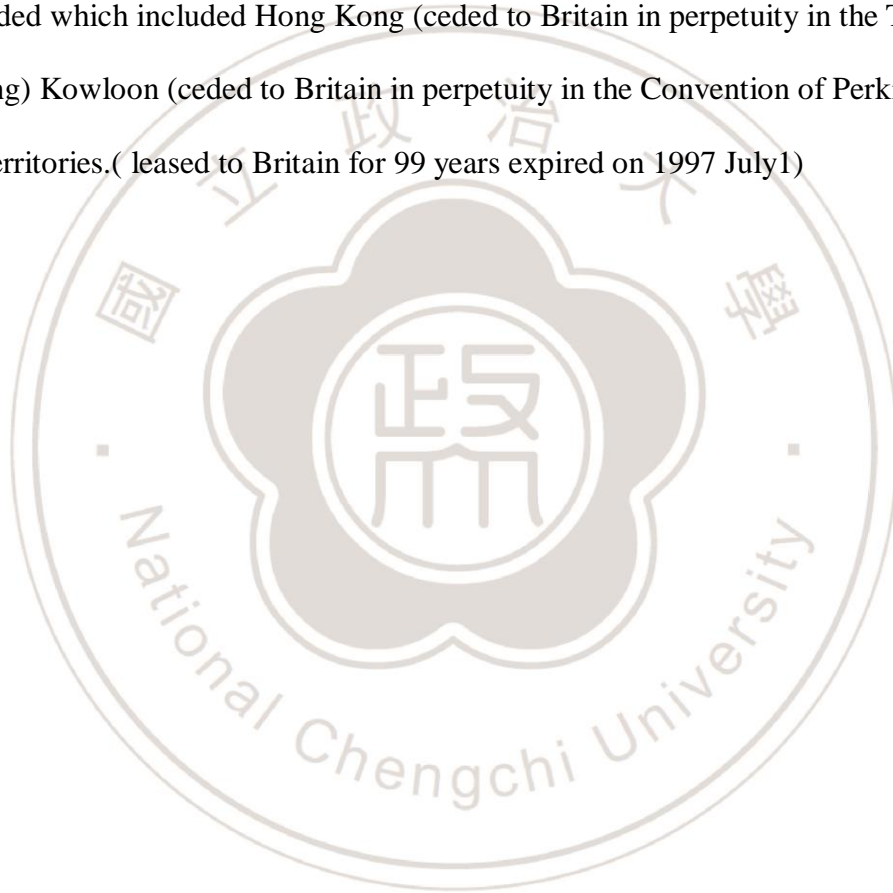 ded which included Hong Kong (ceded to Britain in perpetuity in the
ng) Kowloon (ceded to Britain in perpetuity in the Convention of
erritories.( leased to Britain for 99 years expired on 1997 July1)
國立政治大學
政
National Chengchi University